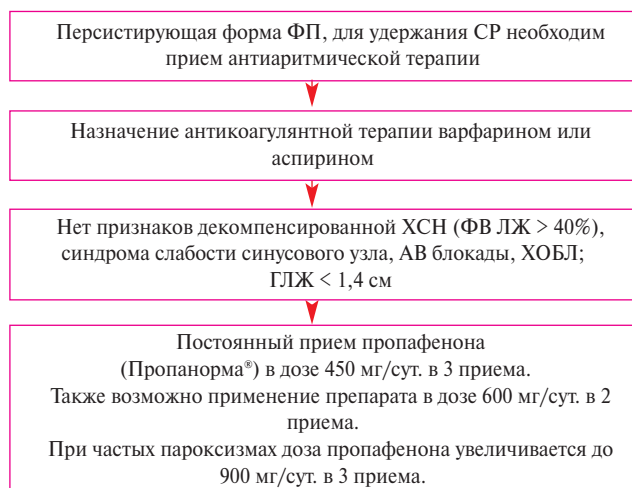 Персистирующая форма ФП, для удержания СР необходим
прием антиаритмической терапии
Назначение антикоагулянтной терапии варфарином или
аспирином
Нет признаков декомпенсированной ХСН (ФВ ЛЖ > 40%),
синдрома слабости синусового узла, АВ блокады, ХОБЛ;
ГЛЖ < 1,4 см
Постоянный прием пропафенона
(Пропанорма®) в дозе 450 мг/сут. в 3 приема.
Также возможно применение препарата в дозе 600 мг/сут. в 2
приема.
При частых пароксизмах доза пропафенона увеличивается до
900 мг/сут. в 3 приема.